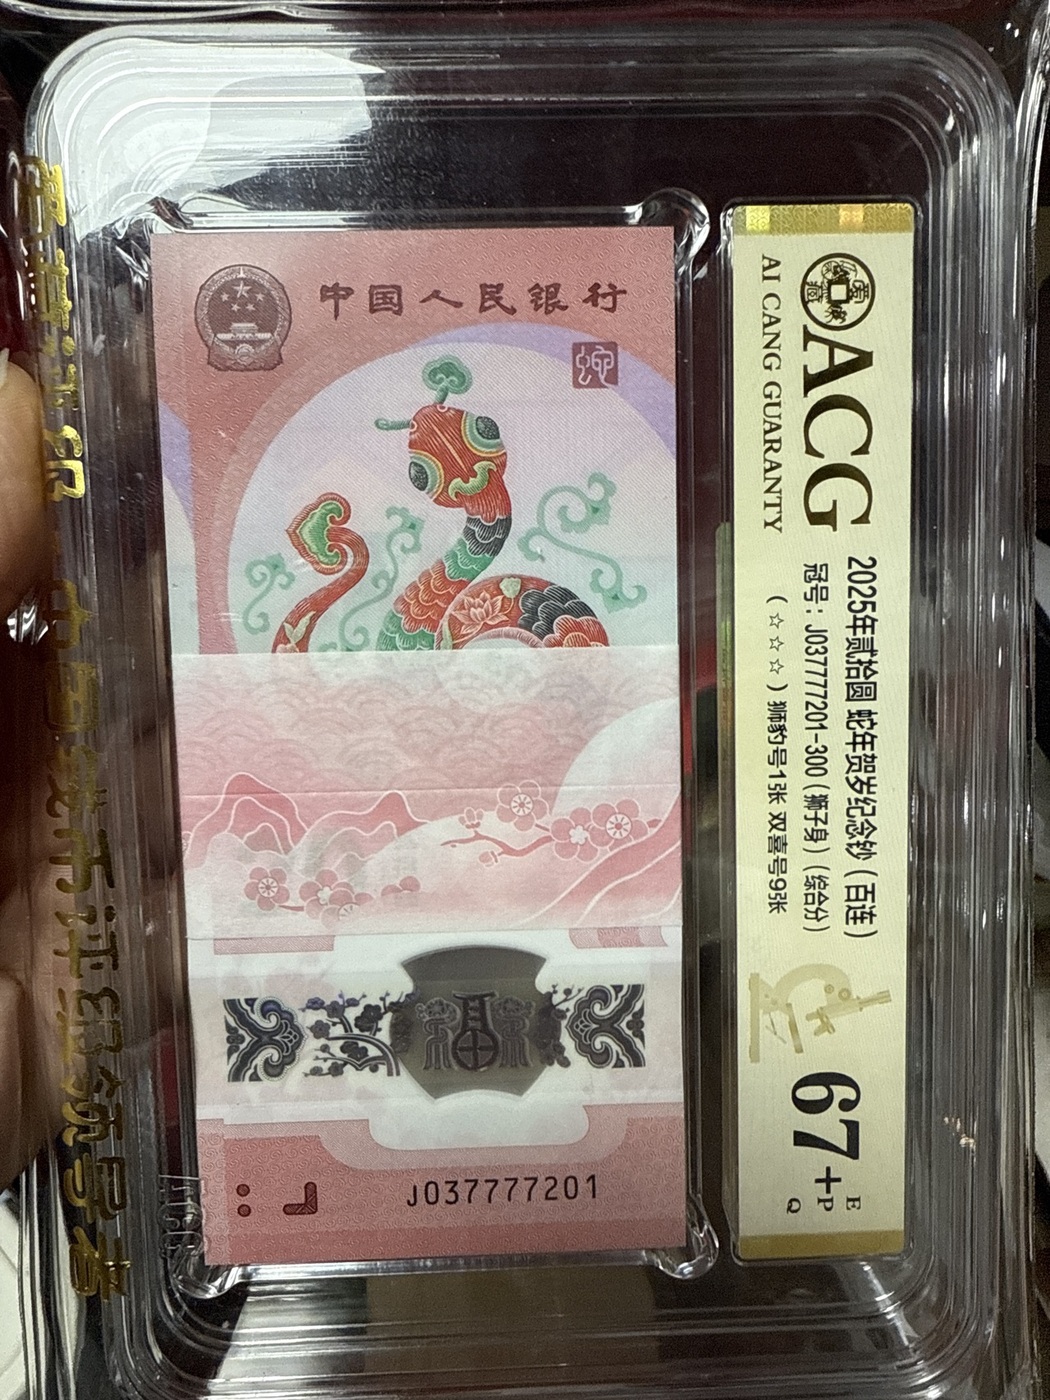 中国人民银行
蛇
J037777201
ACG
AI CANG GUARANTY
2025年贰拾圆 蛇年贺岁纪念钞（百连）
冠号：J037777201-300（狮子身）（综合分）
（☆☆☆）狮豹号1张 双喜号9张
67+
E
P
Q